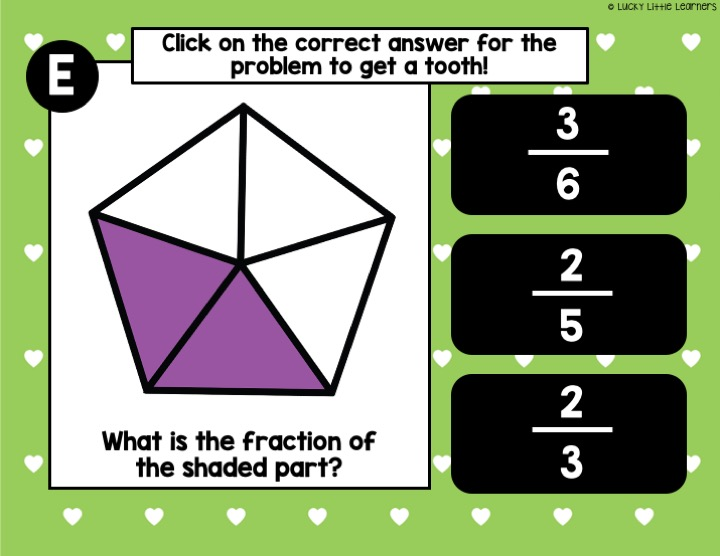 © Lucky Little Learners
Click on the correct answer for the
problem to get a tooth!
E
What is the fraction of
the shaded part?
3
6
2
5
2
3